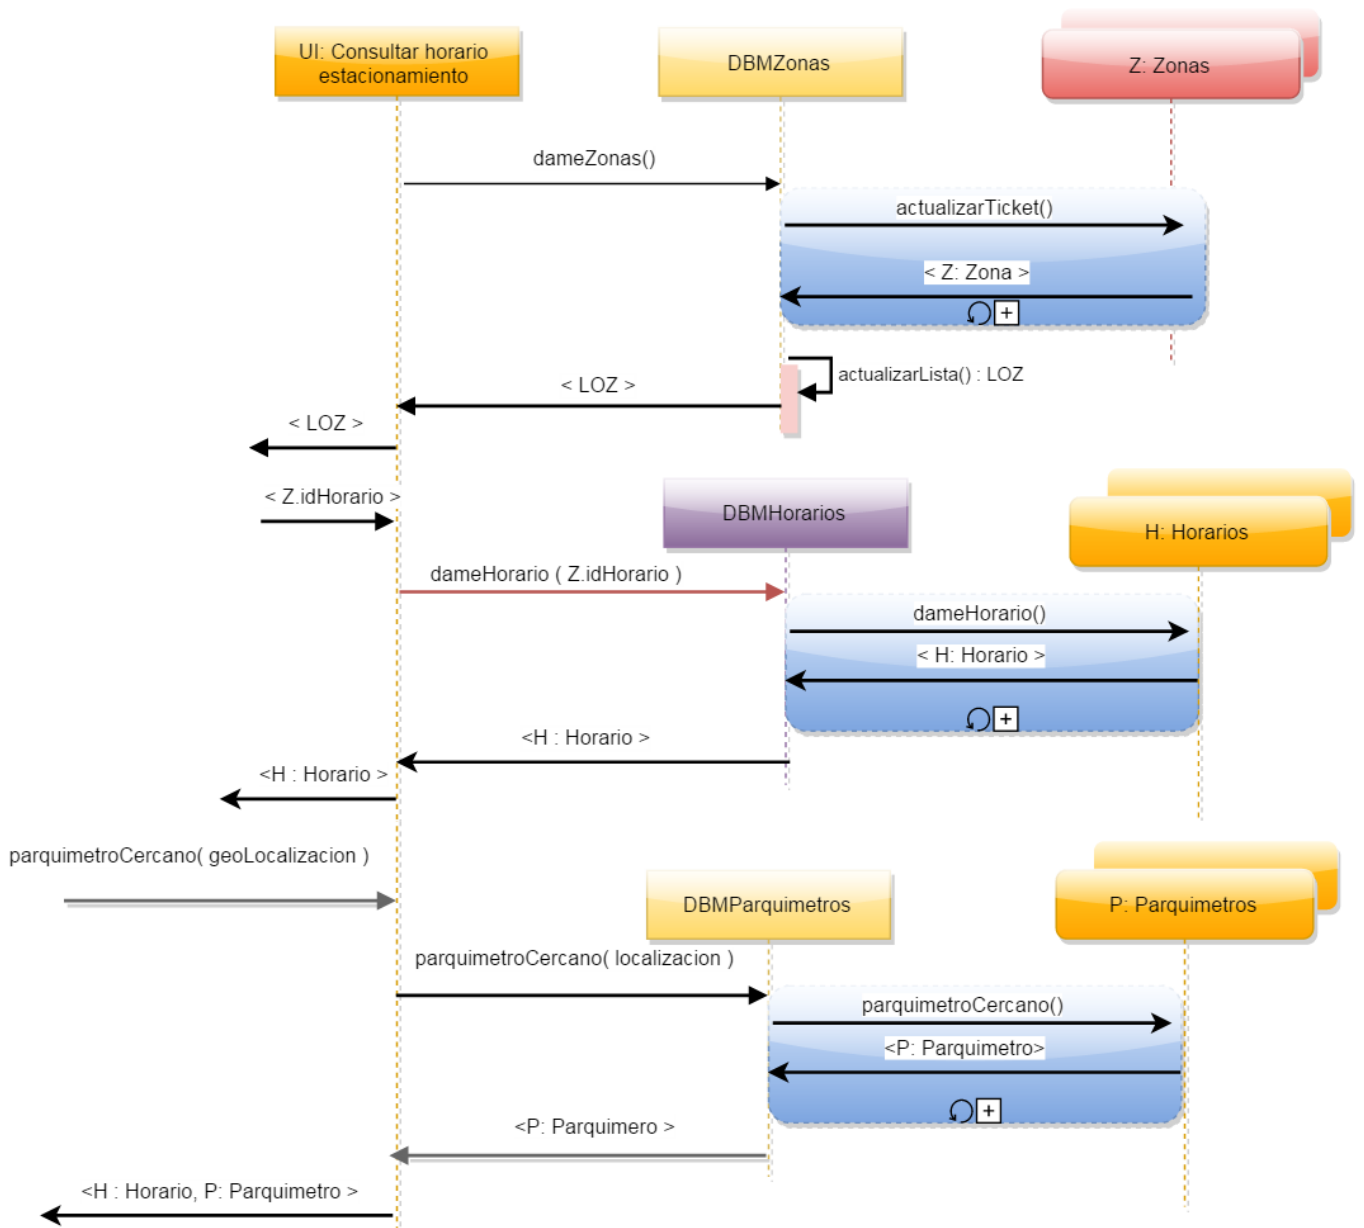 UI: Consultar horario
estacionamiento
DBMZonas
Z: Zonas
dameZonas()
actualizarTicket()
< Z: Zona >
actualizarLista() : LOZ
< LOZ >
< LOZ >
< Z.idHorario >
DBMHorarios
H: Horarios
dameHorario ( Z.idHorario )
dameHorario()
< H: Horario >
<H : Horario >
<H : Horario >
parquimetroCercano( geoLocalizacion )
DBMParquimetros
P: Parquimetros
parquimetroCercano( localizacion )
parquimetroCercano()
<P: Parquimetro>
<P: Parquimero >
<H : Horario, P: Parquimetro >